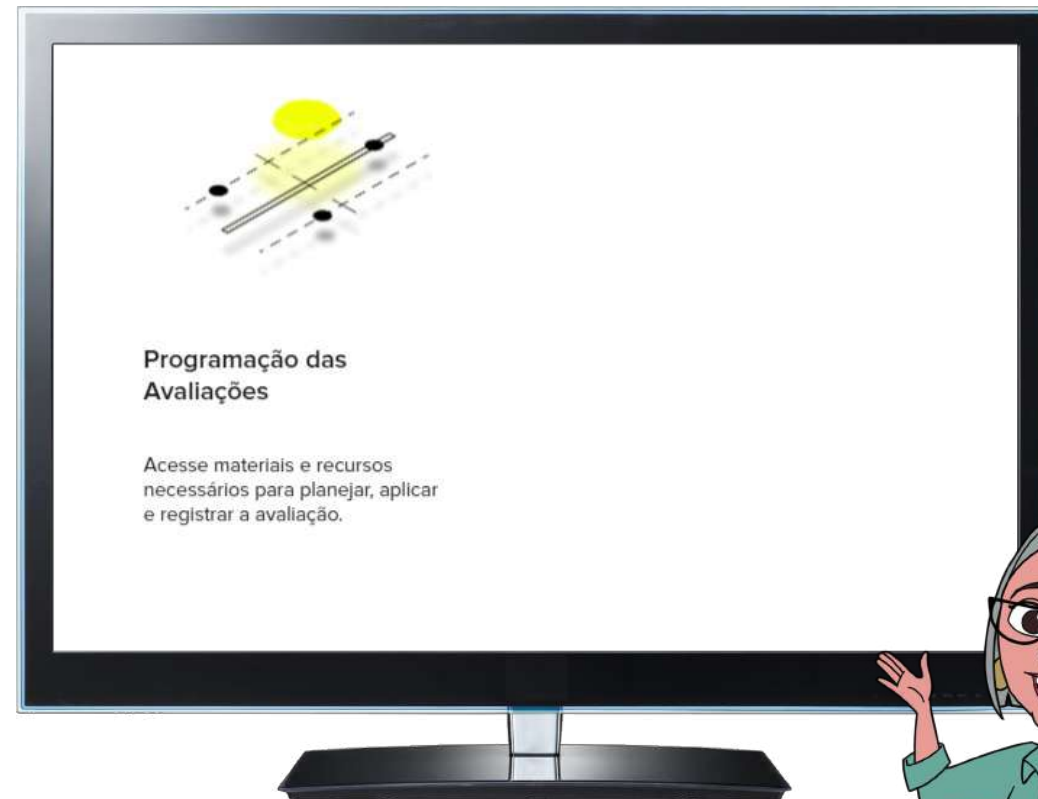 Programação das
Avaliações
Acesse materiais e recursos
necessários para planejar, aplicar
e registrar a avaliação.